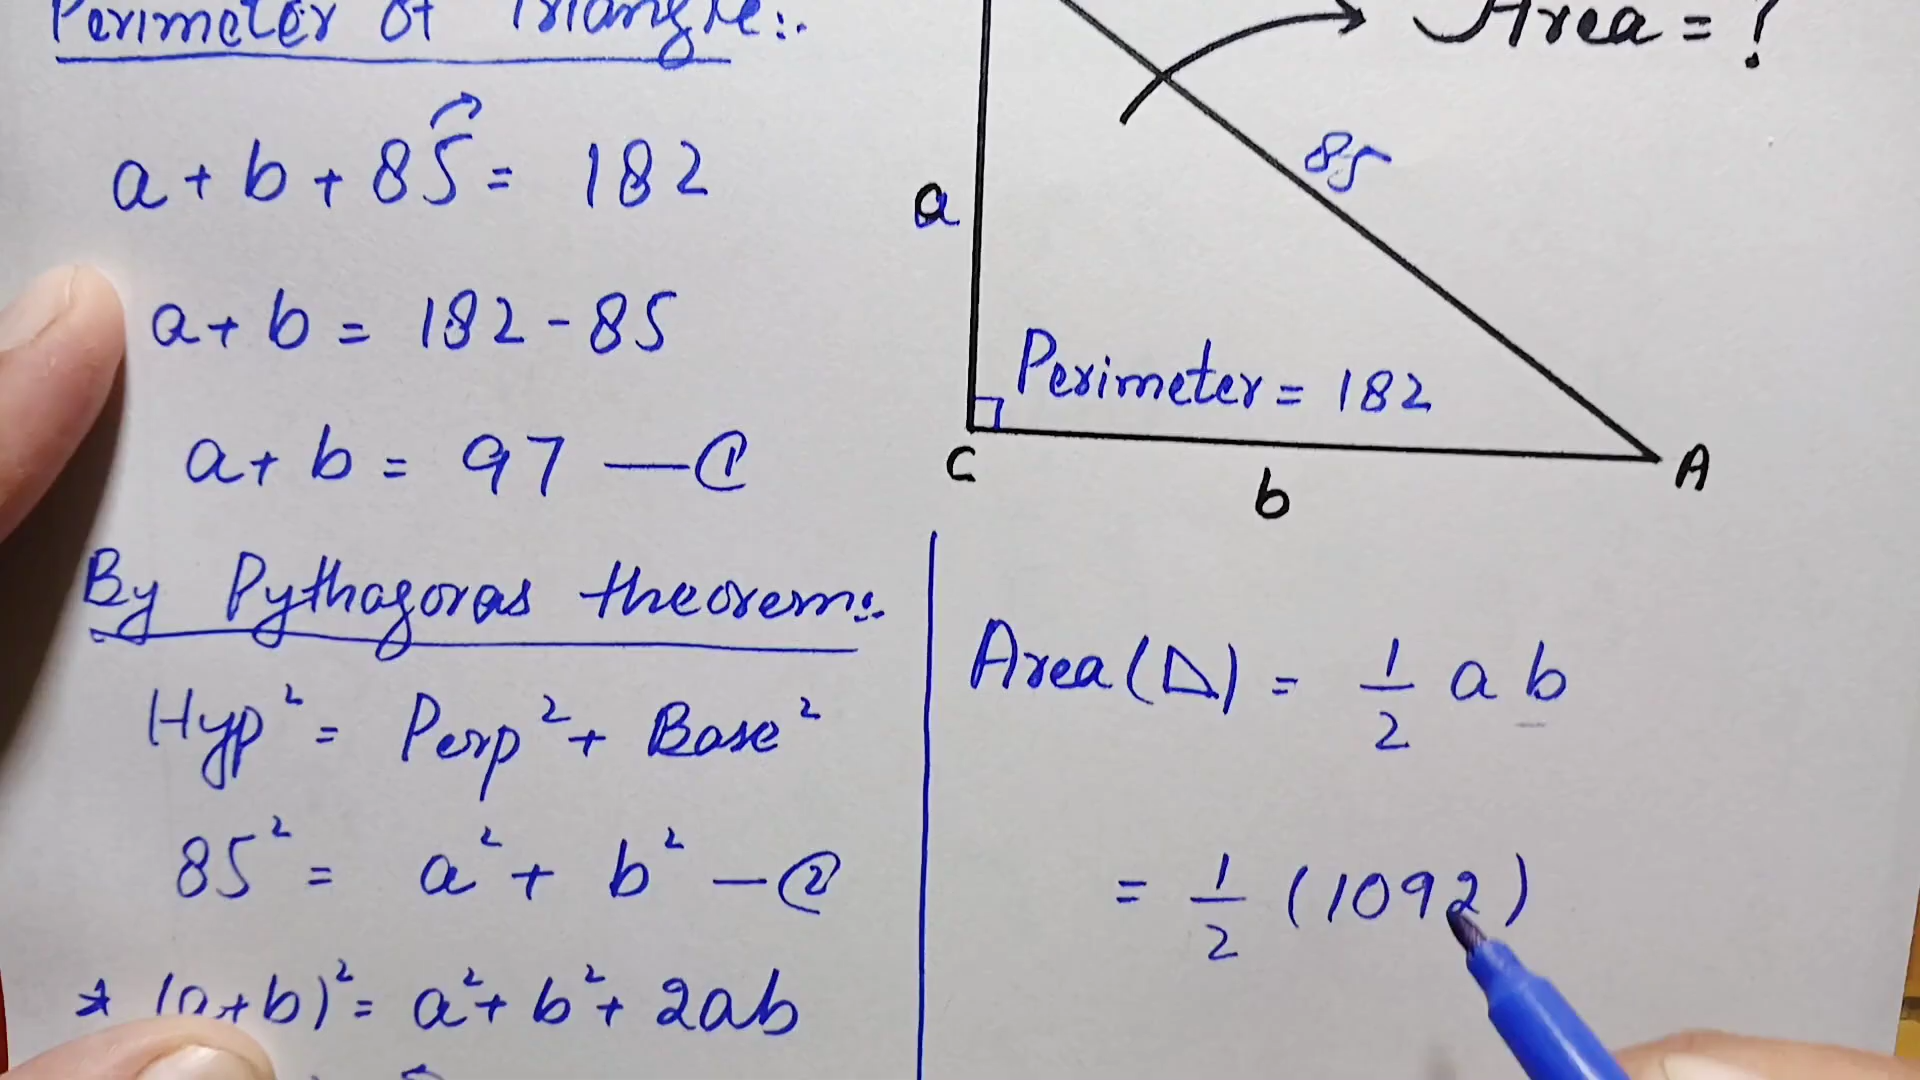 Perimeter of Triangle:.
a + b + 85 = 182
a + b = 182 - 85
a + b = 97 — ①
By Pythagoras theorem:.
Hyp² = Perp² + Base²
85² = a² + b² — ②
* (a+b)² = a² + b² + 2ab
Area = ?
85
a
Perimeter = 182
C
A
b
Area (△) = 1/2 a b
= 1/2 (1092)